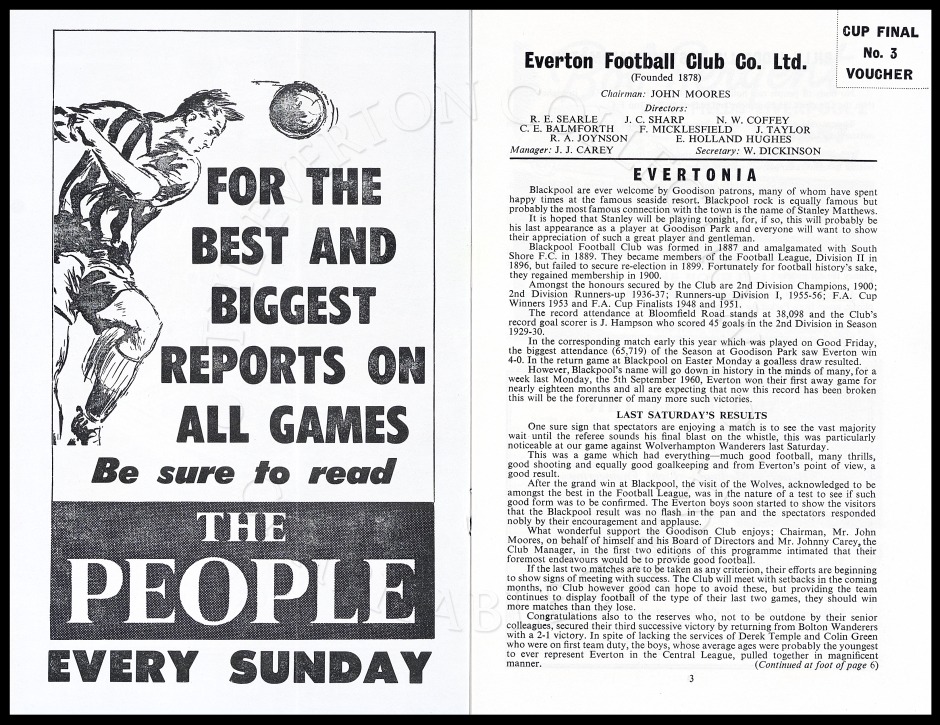 FOR THE
BEST AND
BIGGEST
REPORTS ON
ALL GAMES
Be sure to read
THE
PEOPLE
EVERY SUNDAY
CUP FINAL
No. 3
VOUCHER
Everton Football Club Co. Ltd.
(Founded 1878)
Chairman: JOHN MOORES
Directors:
R. E. SEARLE J. C. SHARP N. W. COFFEY
C. E. BALMFORTH F. MICKLESFIELD J. TAYLOR
R. A. JOYNSON E. HOLLAND HUGHES
Manager: J. J. CAREY Secretary: W. DICKINSON
EVERTONIA
Blackpool are ever welcome by Goodison patrons, many of whom have spent
happy times at the famous seaside resort. Blackpool rock is equally famous but
probably the most famous connection with the town is the name of Stanley Matthews.
It is hoped that Stanley will be playing tonight, for, if so, this will probably be
his last appearance as a player at Goodison Park and everyone will want to show
their appreciation of such a great player and gentleman.
Blackpool Football Club was formed in 1887 and amalgamated with South
Shore F.C. in 1889. They became members of the Football League, Division II in
1896, but failed to secure re-election in 1899. Fortunately for football history's sake,
they regained membership in 1900.
Amongst the honours secured by the Club are 2nd Division Champions, 1900;
2nd Division Runners-up 1936-37; Runners-up Division I, 1955-56; F.A. Cup
Winners 1953 and F.A. Cup Finalists 1948 and 1951.
The record attendance at Bloomfield Road stands at 38,098 and the Club's
record goal scorer is J. Hampson who scored 45 goals in the 2nd Division in Season
1929-30.
In the corresponding match early this year which was played on Good Friday,
the biggest attendance (65,719) of the Season at Goodison Park saw Everton win
4-0. In the return game at Blackpool on Easter Monday a goalless draw resulted.
However, Blackpool's name will go down in history in the minds of many, for a
week last Monday, the 5th September 1960, Everton won their first away game for
nearly eighteen months and all are expecting that now this record has been broken
this will be the forerunner of many more such victories.
LAST SATURDAY'S RESULTS
One sure sign that spectators are enjoying a match is to see the vast majority
wait until the referee sounds his final blast on the whistle, this was particularly
noticeable at our game against Wolverhampton Wanderers last Saturday.
This was a game which had everything—much good football, many thrills,
good shooting and equally good goalkeeping and from Everton's point of view, a
good result.
After the grand win at Blackpool, the visit of the Wolves, acknowledged to be
amongst the best in the Football League, was in the nature of a test to see if such
good form was to be confirmed. The Everton boys soon started to show the visitors
that the Blackpool result was no flash in the pan and the spectators responded
nobly by their encouragement and applause.
What wonderful support the Goodison Club enjoys; Chairman, Mr. John
Moores, on behalf of himself and his Board of Directors and Mr. Johnny Carey, the
Club Manager, in the first two editions of this programme intimated that their
foremost endeavours would be to provide good football.
If the last two matches are to be taken as any criterion, their efforts are beginning
to show signs of meeting with success. The Club will meet with setbacks in the coming
months, no Club however good can hope to avoid these, but providing the team
continues to display football of the type of their last two games, they should win
more matches than they lose.
Congratulations also to the reserves who, not to be outdone by their senior
colleagues, secured their third successive victory by returning from Bolton Wanderers
with a 2-1 victory. In spite of lacking the services of Derek Temple and Colin Green
who were on first team duty, the boys, whose average ages were probably the youngest
to ever represent Everton in the Central League, pulled together in magnificent
manner. (Continued at foot of page 6)
3